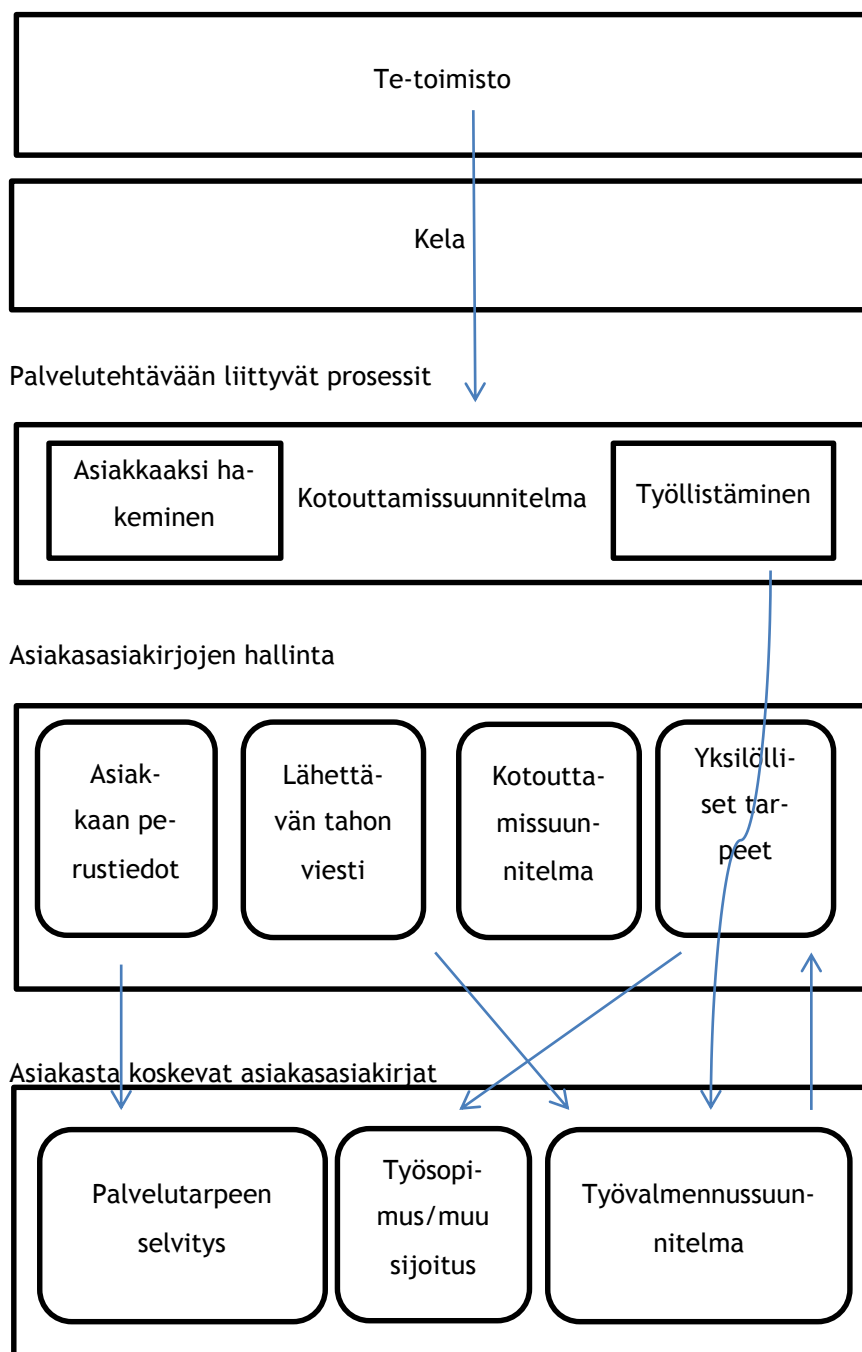 Te-toimisto
Kela
Palvelutehtävään liittyvät prosessit
Asiakkaaksi ha-
keminen
Kotouttamissuunnitelma
Työllistäminen
Asiakasasiakirjojen hallinta
Asiak-
kaan pe-
rustiedot
Lähettä-
vän tahon
viesti
Kotoutta-
missuun-
nitelma
Yksilölli-
set tar-
peet
Asiakasta koskevat asiakasasiakirjat
Palvelutarpeen
selvitys
Työsopi-
mus/muu
sijoitus
Työvalmennussuun-
nitelma